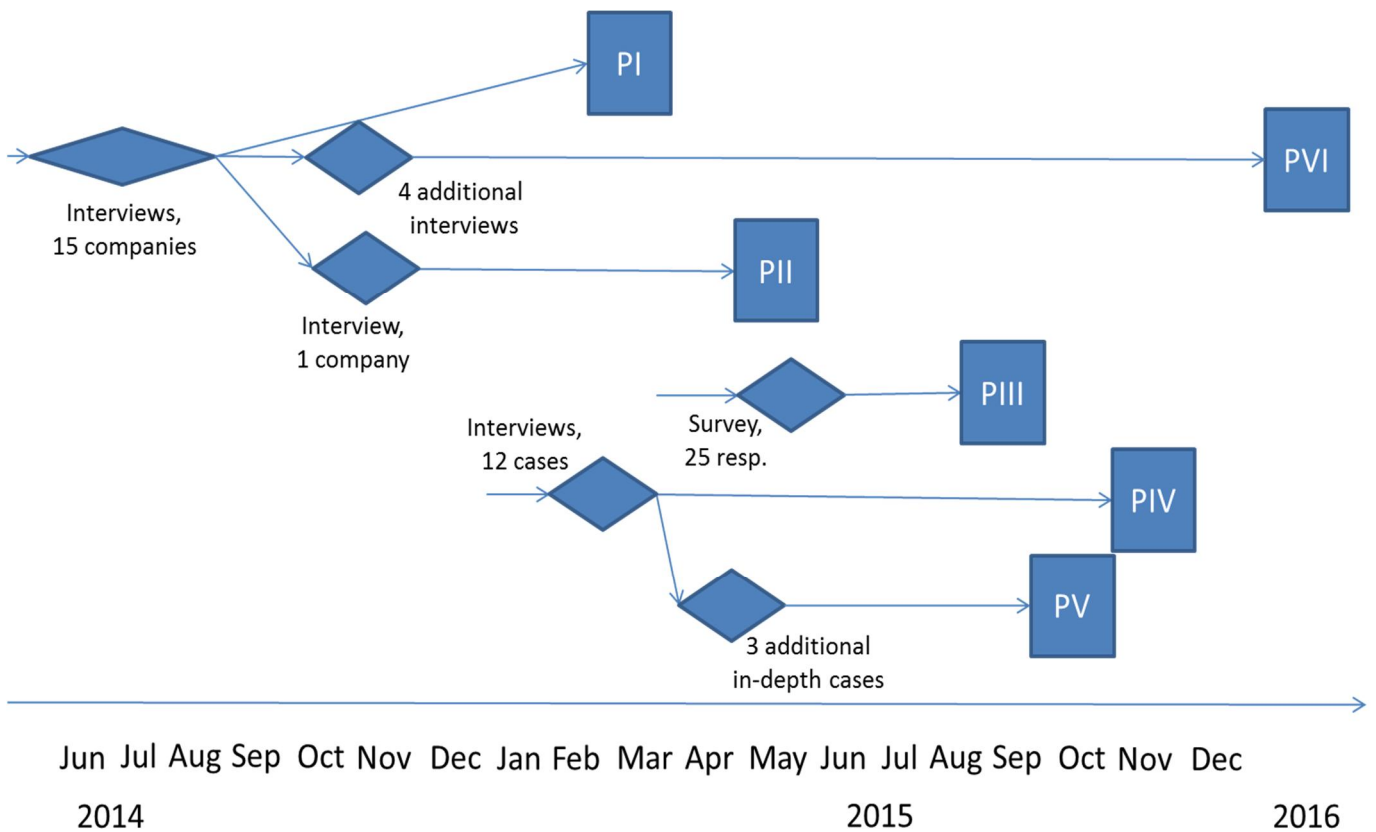 PI
PVI
Interviews,
15 companies
4 additional
interviews
PII
Interview,
1 company
PIII
Survey,
25 resp.
Interviews,
12 cases
PIV
PV
3 additional
in-depth cases
Jun Jul Aug Sep Oct Nov Dec Jan Feb Mar Apr May Jun Jul Aug Sep Oct Nov Dec
2014 2015 2016